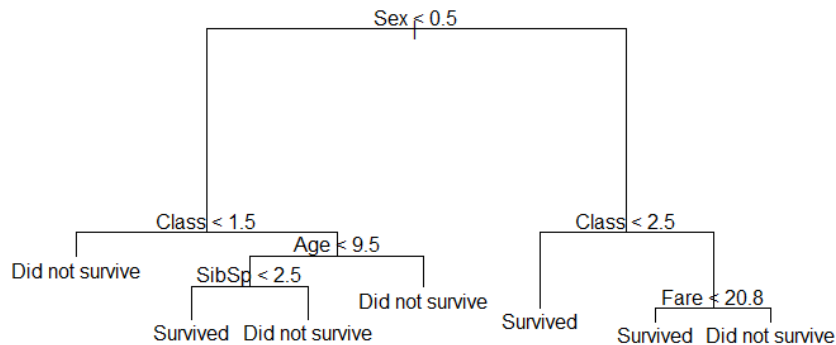 Sex < 0.5
Class < 1.5
Class < 2.5
Age < 9.5
Did not survive
SibSp < 2.5
Did not survive
Fare < 20.8
Survived
Survived
Did not survive
Survived
Did not survive